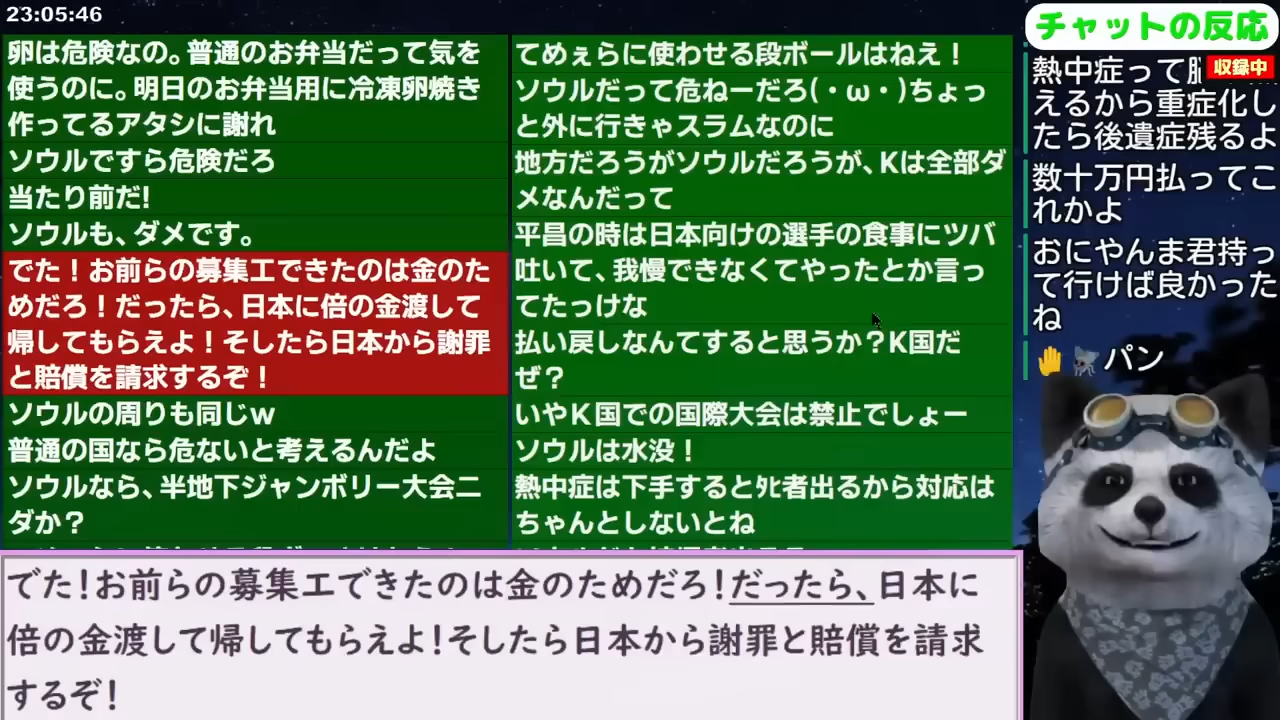 23:05:46
卵は危険なの。普通のお弁当だって気を
使うのに。明日のお弁当用に冷凍卵焼き
作ってるアタシに謝れ
ソウルですら危険だろ
当たり前だ!
ソウルも、ダメです。
でた！お前らの募集工できたのは金のた
めだろ！だったら、日本に倍の金渡して
帰してもらえよ！そしたら日本から謝罪
と賠償を請求するぞ！
ソウルの周りも同じw
普通の国なら危ないと考えるんだよ
ソウルなら、半地下ジャンボリー大会ニ
ダか？
てめぇらに使わせる段ボールはねえ！
ソウルだって危ねーだろ(・ω・)ちょっ
と外に行きゃスラムなのに
地方だろうがソウルだろうが、Kは全部ダ
メなんだって
平昌の時は日本向けの選手の食事にツバ
吐いて、我慢できなくてやったとか言っ
てたっけな
払い戻しなんてすると思うか？K国だ
ぜ？
いやK国での国際大会は禁止でしょー
ソウルは水没！
熱中症は下手するとﾀﾋ者出るから対応は
ちゃんとしないとね
チャットの反応
収録中
熱中症って
えるから重症化し
たら後遺症残るよ
数十万円払ってこ
れかよ
おにやんま君持っ
て行けば良かった
ね
パン
でた！お前らの募集工できたのは金のためだろ！だったら、日本に
倍の金渡して帰してもらえよ！そしたら日本から謝罪と賠償を請求
するぞ！